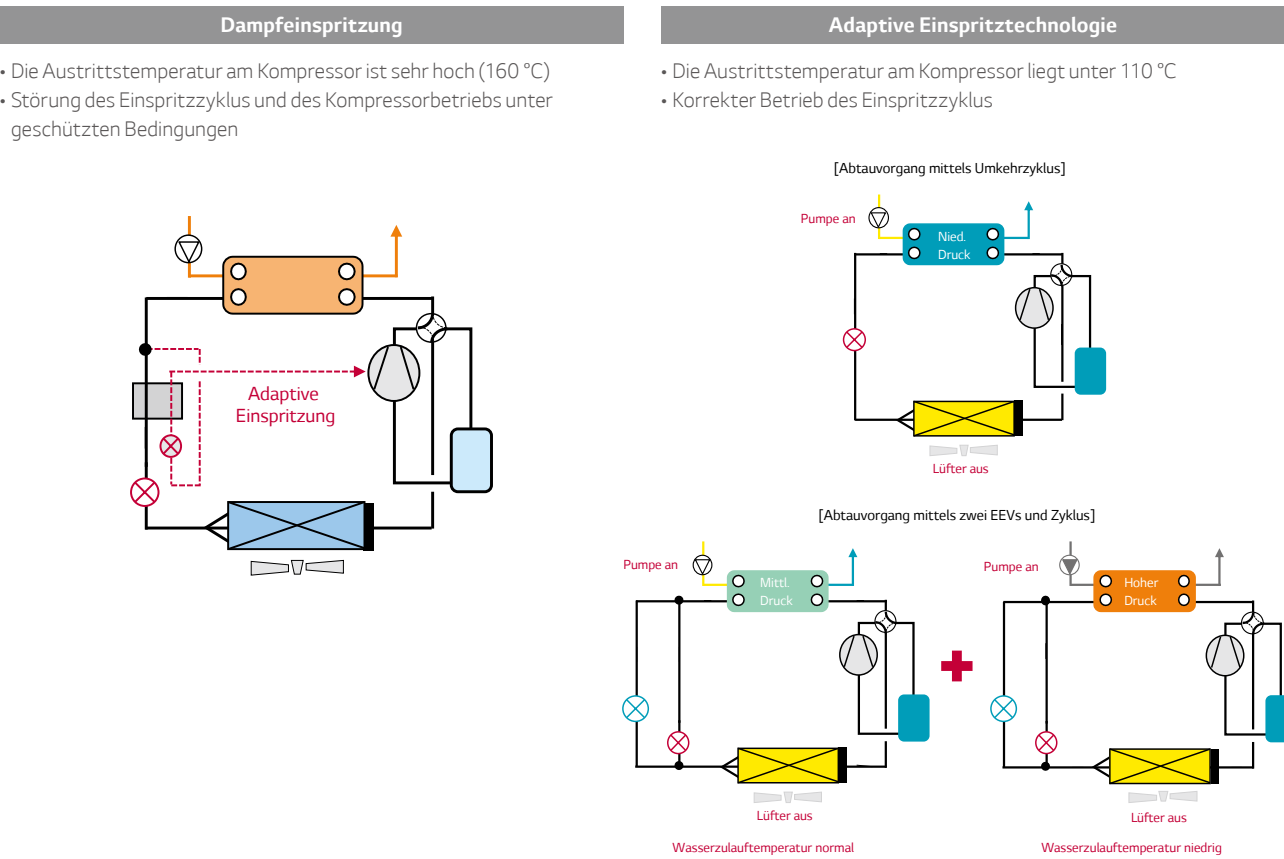 Dampfeinspritzung
• Die Austrittstemperatur am Kompressor ist sehr hoch (160 °C)
• Störung des Einspritzzyklus und des Kompressorbetriebs unter
geschützten Bedingungen
Adaptive
Einspritzung
Adaptive Einspritztechnologie
• Die Austrittstemperatur am Kompressor liegt unter 110 °C
• Korrekter Betrieb des Einspritzzyklus
[Abtauvorgang mittels Umkehrzyklus]
Pumpe an
Nied.
Druck
Lüfter aus
[Abtauvorgang mittels zwei EEVs und Zyklus]
Pumpe an
Mittl.
Druck
Lüfter aus
Wasserzulauftemperatur normal
Pumpe an
Hoher
Druck
Lüfter aus
Wasserzulauftemperatur niedrig